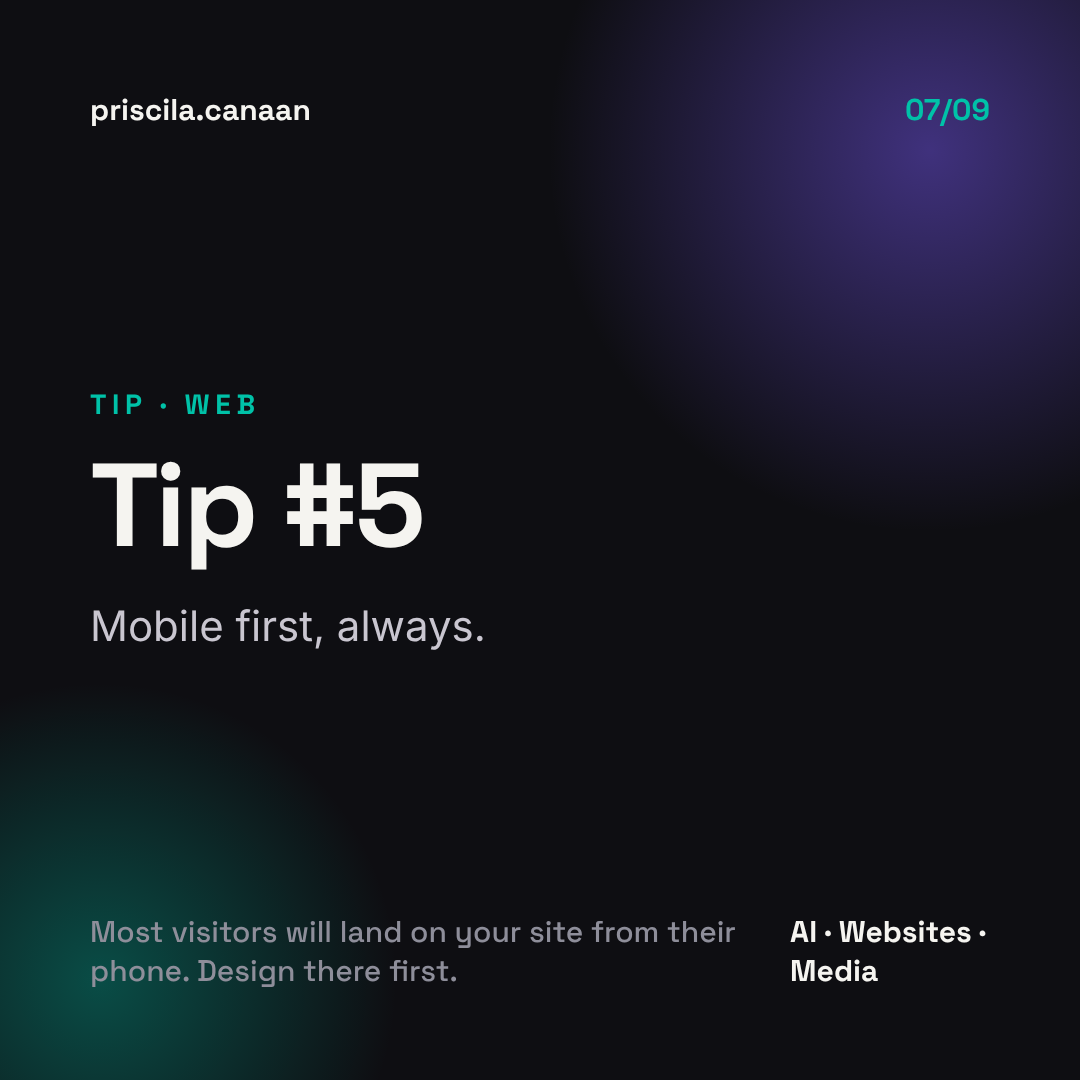 priscila.canaan
07/09
TIP · WEB
Tip #5
Mobile first, always.
Most visitors will land on your site from their
phone. Design there first.
AI · Websites ·
Media